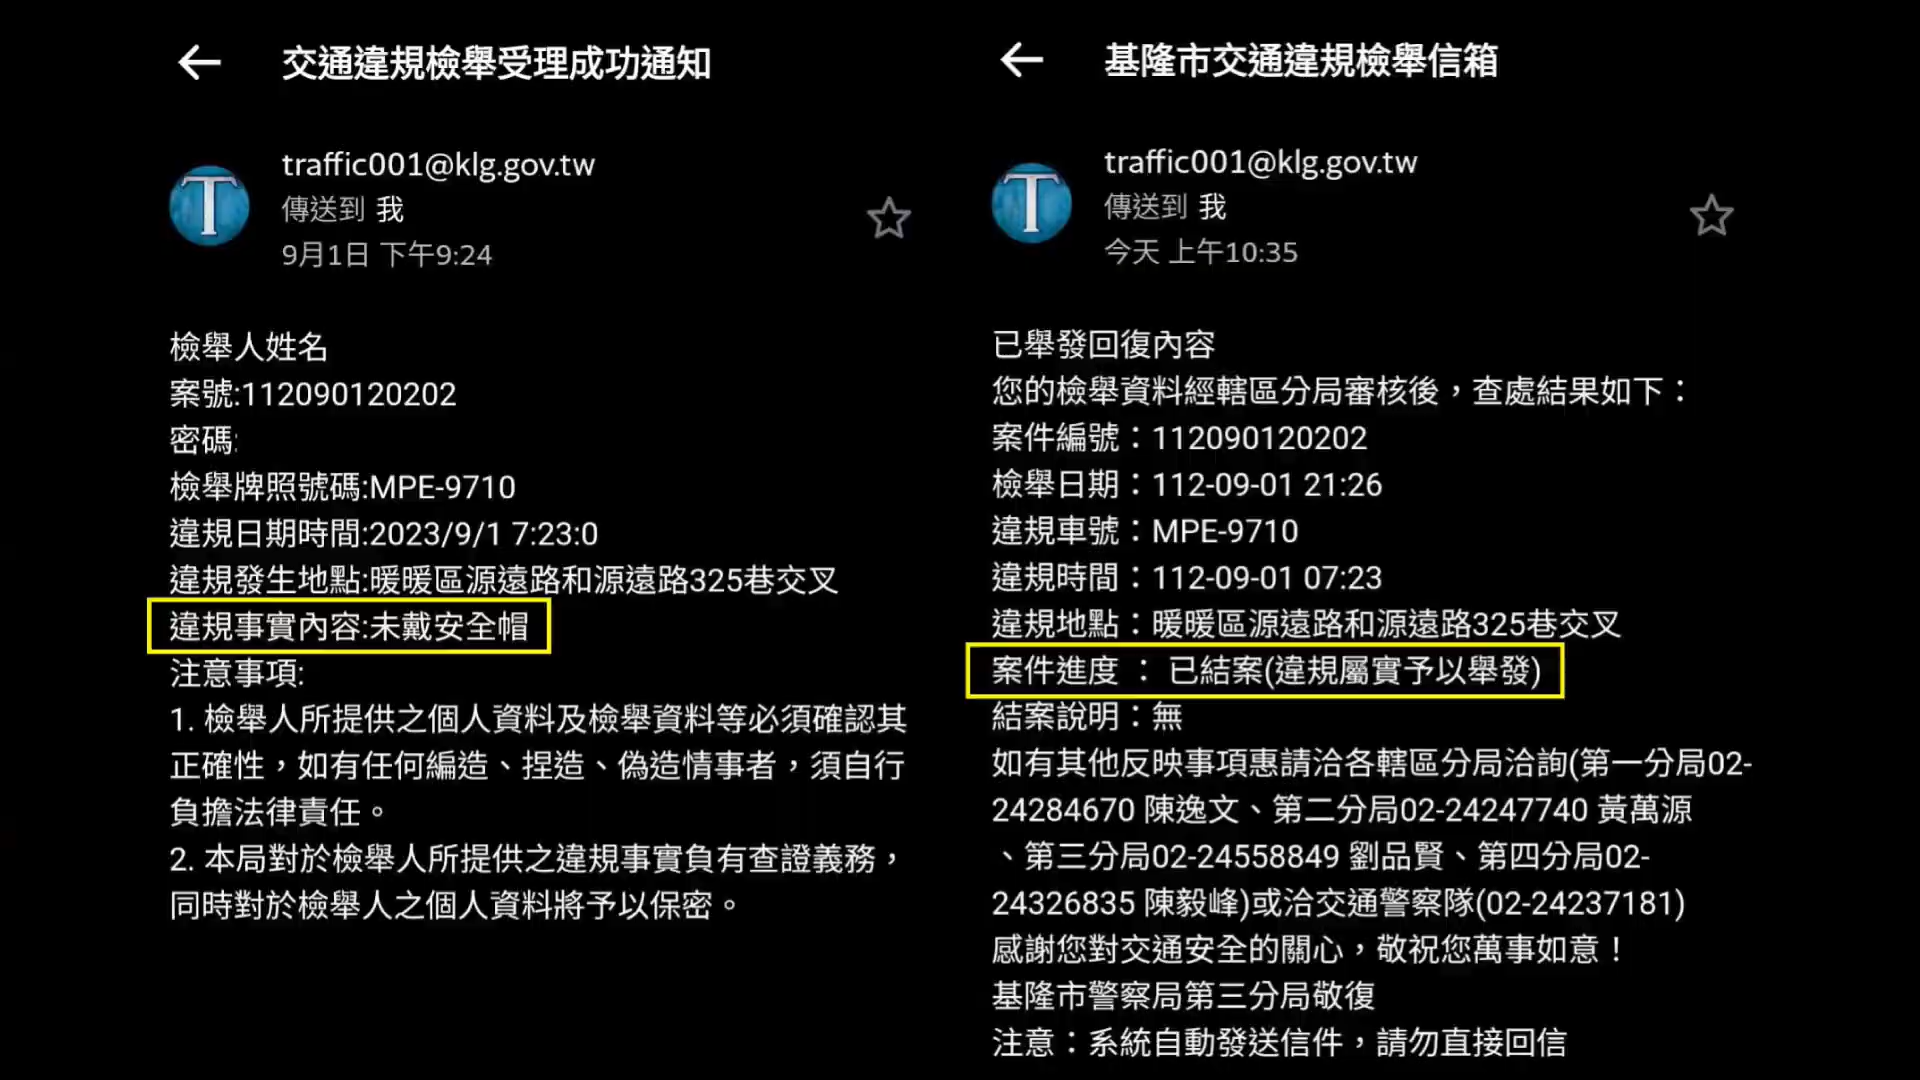 交通違規檢舉受理成功通知
traffic001@klg.gov.tw
傳送到 我
9月1日 下午9:24
檢舉人姓名
案號:112090120202
密碼:
檢舉牌照號碼:MPE-9710
違規日期時間:2023/9/1 7:23:0
違規發生地點:暖暖區源遠路和源遠路325巷交叉
違規事實內容:未戴安全帽
注意事項:
1. 檢舉人所提供之個人資料及檢舉資料等必須確認其
正確性，如有任何編造、捏造、偽造情事者，須自行
負擔法律責任。
2. 本局對於檢舉人所提供之違規事實負有查證義務，
同時對於檢舉人之個人資料將予以保密。
基隆市交通違規檢舉信箱
traffic001@klg.gov.tw
傳送到 我
今天 上午10:35
已舉發回復內容
您的檢舉資料經轄區分局審核後，查處結果如下：
案件編號：112090120202
檢舉日期：112-09-01 21:26
違規車號：MPE-9710
違規時間：112-09-01 07:23
違規地點：暖暖區源遠路和源遠路325巷交叉
案件進度 ： 已結案(違規屬實予以舉發)
結案說明：無
如有其他反映事項惠請洽各轄區分局洽詢(第一分局02-
24284670 陳逸文、第二分局02-24247740 黃萬源
、第三分局02-24558849 劉品賢、第四分局02-
24326835 陳毅峰)或洽交通警察隊(02-24237181)
感謝您對交通安全的關心，敬祝您萬事如意！
基隆市警察局第三分局敬復
注意：系統自動發送信件，請勿直接回信